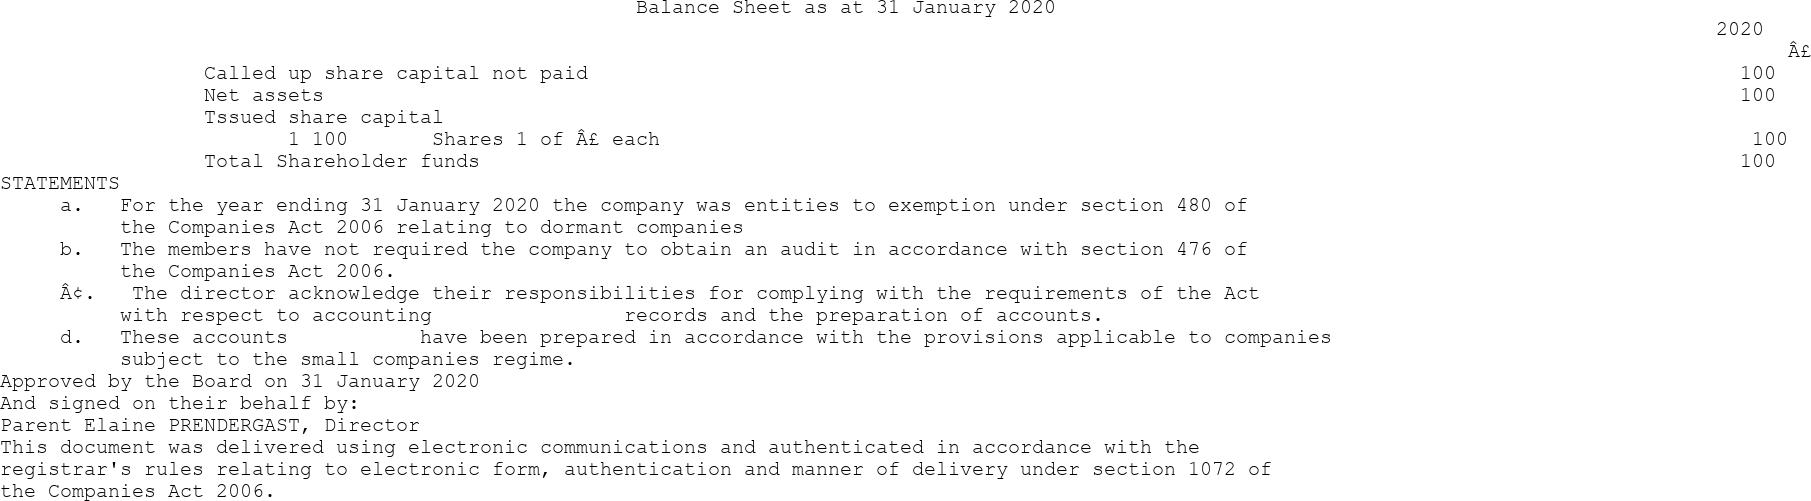 Balance Sheet as at 31 January 2020
2020
Â£
Called up share capital not paid 100
Net assets 100
Tssued share capital
1 100 Shares 1 of Â£ each 100
Total Shareholder funds 100
STATEMENTS
a. For the year ending 31 January 2020 the company was entities to exemption under section 480 of
the Companies Act 2006 relating to dormant companies
b. The members have not required the company to obtain an audit in accordance with section 476 of
the Companies Act 2006.
Â¢. The director acknowledge their responsibilities for complying with the requirements of the Act
with respect to accounting records and the preparation of accounts.
d. These accounts have been prepared in accordance with the provisions applicable to companies
subject to the small companies regime.
Approved by the Board on 31 January 2020
And signed on their behalf by:
Parent Elaine PRENDERGAST, Director
This document was delivered using electronic communications and authenticated in accordance with the
registrar's rules relating to electronic form, authentication and manner of delivery under section 1072 of
the Companies Act 2006.